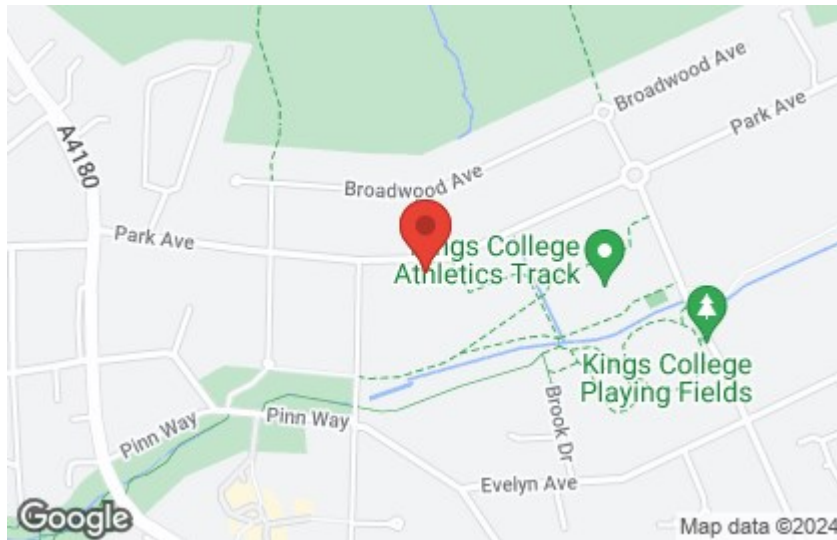 Broadwood Ave
Park Ave
A4180
Broadwood Ave
Park Ave
Kings College
Athletics Track
Kings College
Playing Fields
Brook Dr
Pinn Way
Pinn Way
Evelyn Ave
Google
Map data ©2024